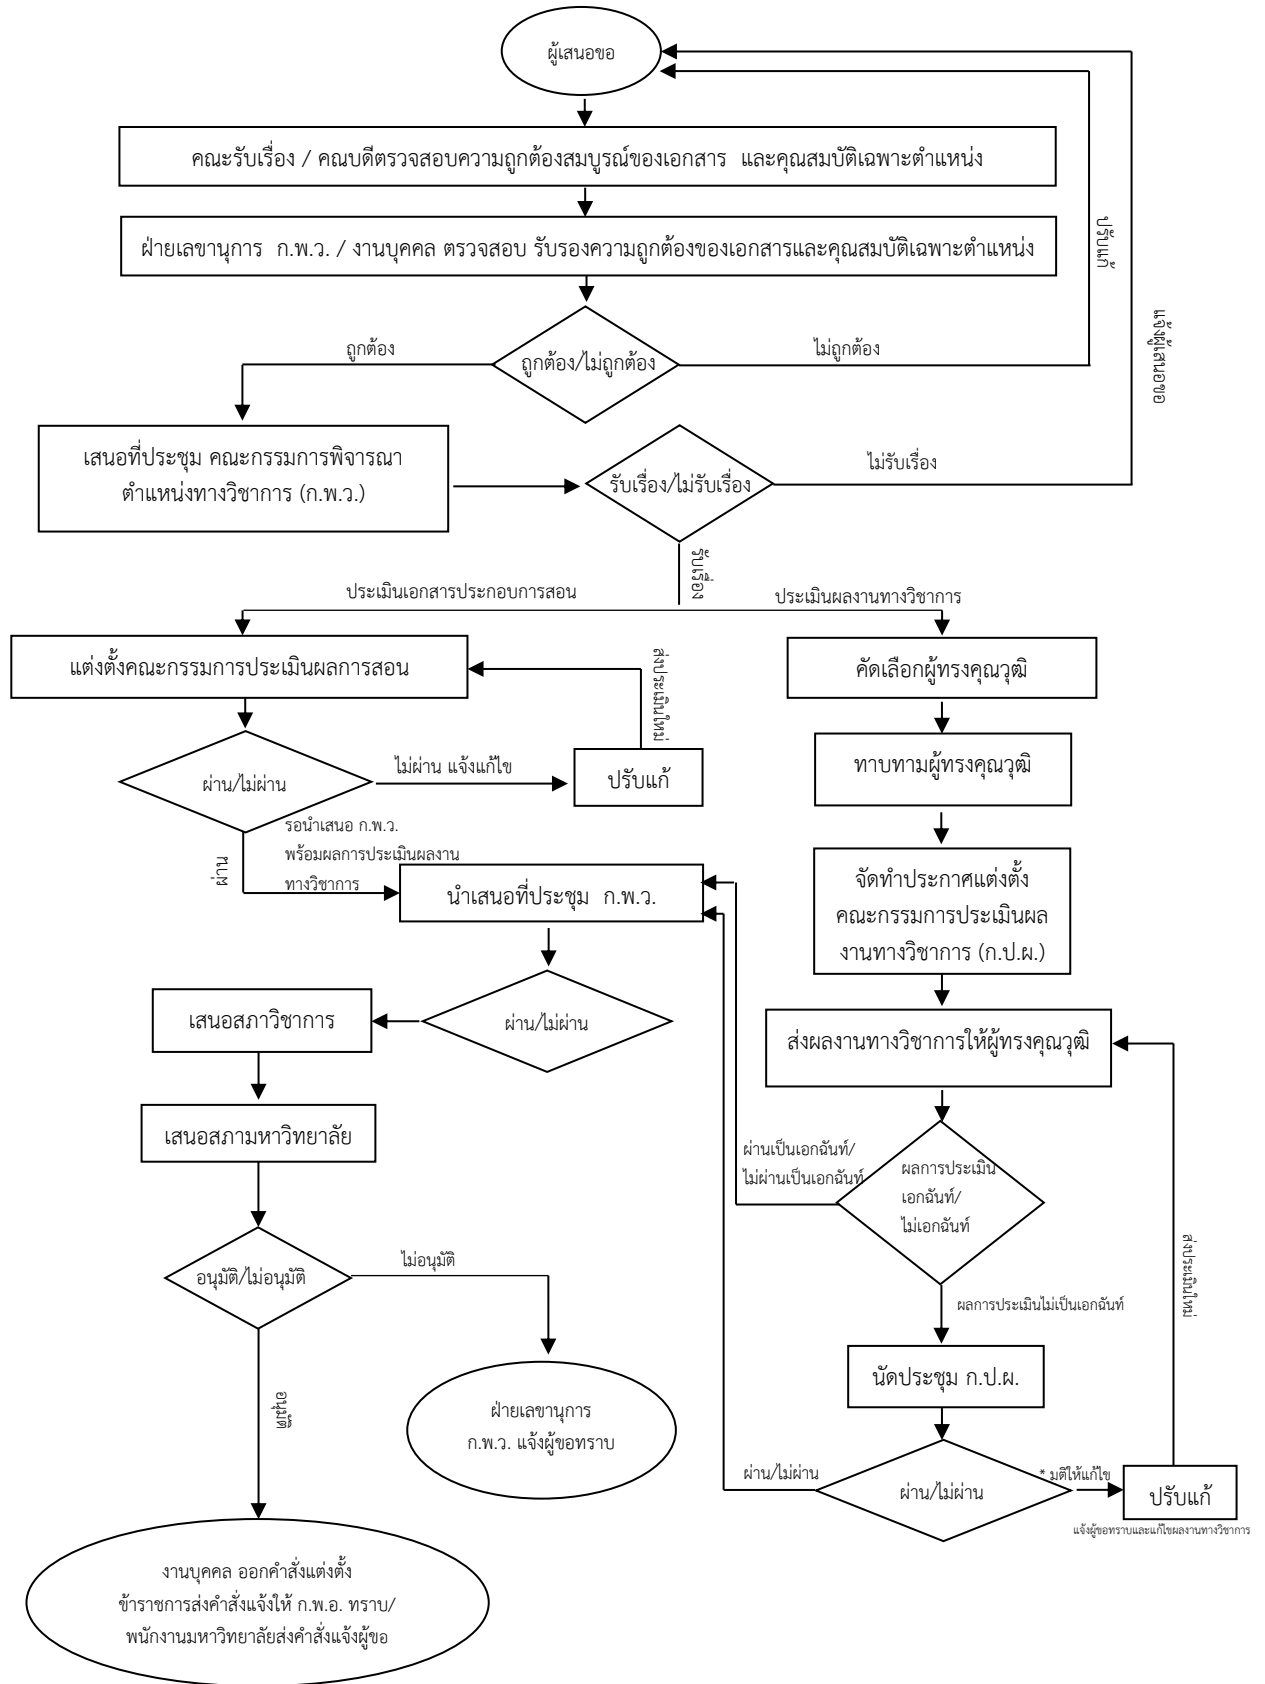 ผู้เสนอขอ
คณะรับเรื่อง / คณบดีตรวจสอบความถูกต้องสมบูรณ์ของเอกสาร และคุณสมบัติเฉพาะตำแหน่ง
ปรับแก้
ฝ่ายเลขานุการ ก.พ.ว. / งานบุคคล ตรวจสอบ รับรองความถูกต้องของเอกสารและคุณสมบัติเฉพาะตำแหน่ง
แจ้งผู้เสนอขอ
ถูกต้อง
ถูกต้อง/ไม่ถูกต้อง
ไม่ถูกต้อง
เสนอที่ประชุม คณะกรรมการพิจารณา
ตำแหน่งทางวิชาการ (ก.พ.ว.)
รับเรื่อง/ไม่รับเรื่อง
ไม่รับเรื่อง
รับเรื่อง
ประเมินเอกสารประกอบการสอน
ประเมินผลงานทางวิชาการ
แต่งตั้งคณะกรรมการประเมินผลการสอน
ส่งประเมินใหม่
คัดเลือกผู้ทรงคุณวุฒิ
ผ่าน/ไม่ผ่าน
ไม่ผ่าน แจ้งแก้ไข
ปรับแก้
ทาบทามผู้ทรงคุณวุฒิ
ผ่าน
รอนำเสนอ ก.พ.ว.
พร้อมผลการประเมินผลงาน
ทางวิชาการ
นำเสนอที่ประชุม ก.พ.ว.
จัดทำประกาศแต่งตั้ง
คณะกรรมการประเมินผล
งานทางวิชาการ (ก.ป.ผ.)
เสนอสภาวิชาการ
ผ่าน/ไม่ผ่าน
ส่งผลงานทางวิชาการให้ผู้ทรงคุณวุฒิ
เสนอสภามหาวิทยาลัย
ผ่านเป็นเอกฉันท์/
ไม่ผ่านเป็นเอกฉันท์
ผลการประเมิน
เอกฉันท์/
ไม่เอกฉันท์
ส่งประเมินใหม่
อนุมัติ/ไม่อนุมัติ
ไม่อนุมัติ
ผลการประเมินไม่เป็นเอกฉันท์
นัดประชุม ก.ป.ผ.
อนุมัติ
ฝ่ายเลขานุการ
ก.พ.ว. แจ้งผู้ขอทราบ
ผ่าน/ไม่ผ่าน
ผ่าน/ไม่ผ่าน
* มติให้แก้ไข
ปรับแก้
แจ้งผู้ขอทราบและแก้ไขผลงานทางวิชาการ
งานบุคคล ออกคำสั่งแต่งตั้ง
ข้าราชการส่งคำสั่งแจ้งให้ ก.พ.อ. ทราบ/
พนักงานมหาวิทยาลัยส่งคำสั่งแจ้งผู้ขอ